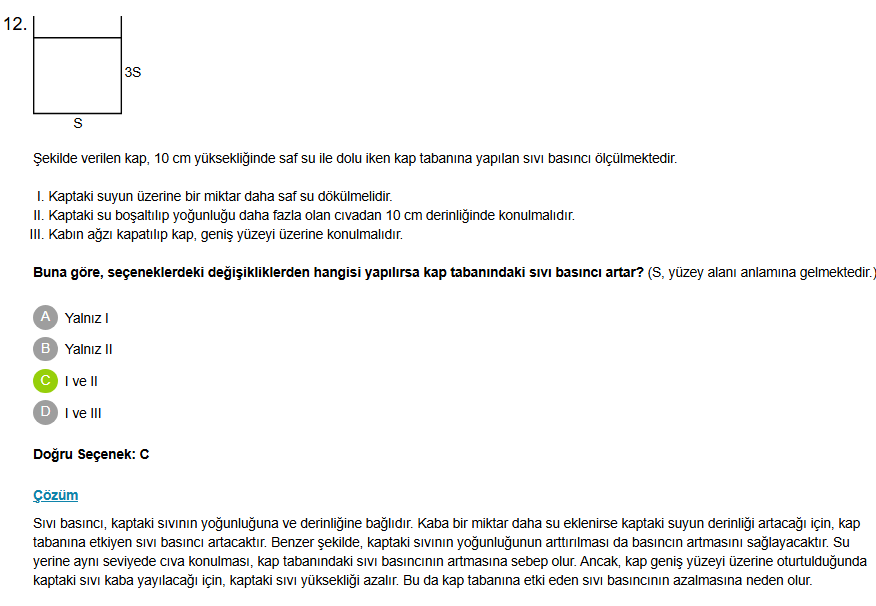 12.
3S
S
Şekilde verilen kap, 10 cm yüksekliğinde saf su ile dolu iken kap tabanına yapılan sıvı basıncı ölçülmektedir.
I. Kaptaki suyun üzerine bir miktar daha saf su dökülmelidir.
II. Kaptaki su boşaltılıp yoğunluğu daha fazla olan cıvadan 10 cm derinliğinde konulmalıdır.
III. Kabın ağzı kapatılıp kap, geniş yüzeyi üzerine konulmalıdır.
Buna göre, seçeneklerdeki değişikliklerden hangisi yapılırsa kap tabanındaki sıvı basıncı artar? (S, yüzey alanı anlamına gelmektedir.)
A Yalnız I
B Yalnız II
C I ve II
D I ve III
Doğru Seçenek: C
Çözüm
Sıvı basıncı, kaptaki sıvının yoğunluğuna ve derinliğine bağlıdır. Kaba bir miktar daha su eklenirse kaptaki suyun derinliği artacağı için, kap
tabanına etkiyen sıvı basıncı artacaktır. Benzer şekilde, kaptaki sıvının yoğunluğunun arttırılması da basıncın artmasını sağlayacaktır. Su
yerine aynı seviyede cıva konulması, kap tabanındaki sıvı basıncının artmasına sebep olur. Ancak, kap geniş yüzeyi üzerine oturtulduğunda
kaptaki sıvı kaba yayılacağı için, kaptaki sıvı yüksekliği azalır. Bu da kap tabanına etki eden sıvı basıncının azalmasına neden olur.